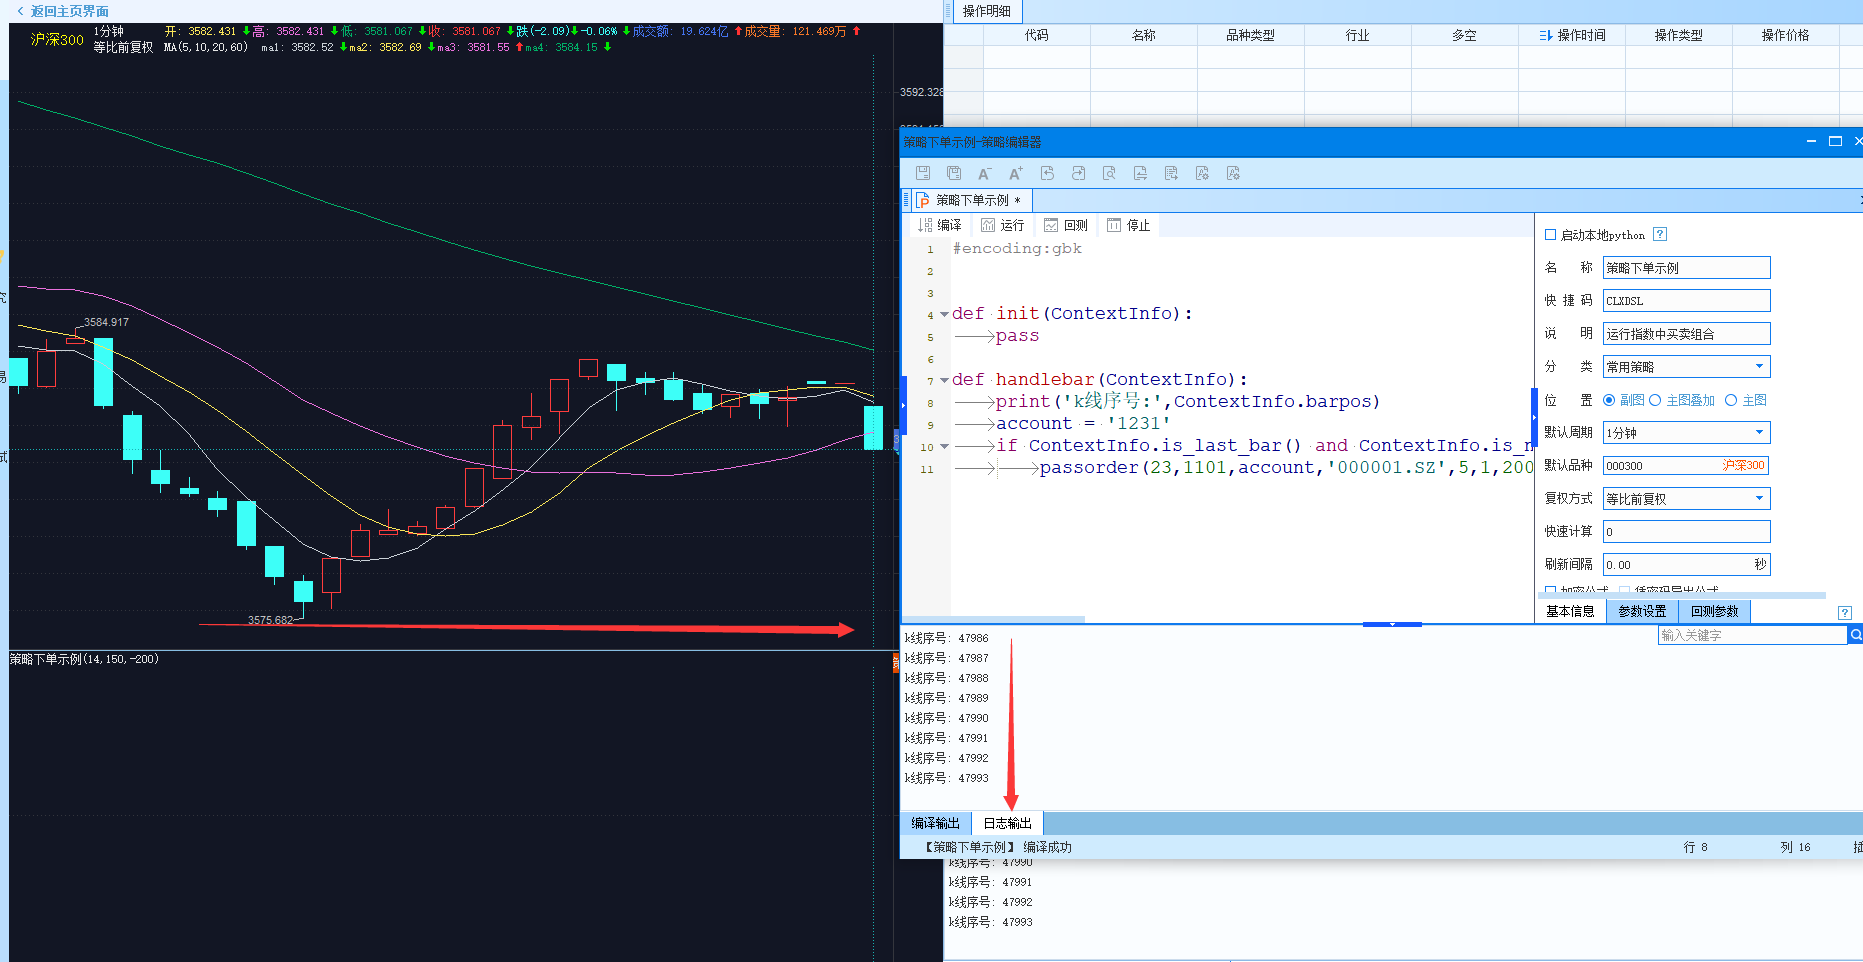 返回主页界面
沪深300
1分钟 开: 3582.431 高: 3582.431 低: 3581.067 收: 3581.067 跌(-2.09) -0.06% 成交额: 19.624亿 成交量: 121.469万
等比前复权 MA(5,10,20,60) ma1: 3582.52 ma2: 3582.69 ma3: 3581.55 ma4: 3584.15
3592.328
3584.917
3575.682
策略下单示例(14,150,-200)
操作明细
代码 名称 品种类型 行业 多空 操作时间 操作类型 操作价格
策略下单示例-策略编辑器
策略下单示例 *
编译 运行 回测 停止
1 #encoding:gbk
2
3
4 def init(ContextInfo):
5 pass
6
7 def handlebar(ContextInfo):
8 print('k线序号:',ContextInfo.barpos)
9 account = '1231'
10 if ContextInfo.is_last_bar() and ContextInfo.is_n
11 passorder(23,1101,account,'000001.SZ',5,1,200
启动本地python ?
名 称 策略下单示例
快 捷 码 CLXDSL
说 明 运行指数中买卖组合
分 类 常用策略
位 置 副图 主图叠加 主图
默认周期 1分钟
默认品种 000300 沪深300
复权方式 等比前复权
快速计算 0
刷新间隔 0.00 秒
基本信息 参数设置 回测参数 ?
输入关键字
k线序号: 47986
k线序号: 47987
k线序号: 47988
k线序号: 47989
k线序号: 47990
k线序号: 47991
k线序号: 47992
k线序号: 47993
编译输出 日志输出
【策略下单示例】 编译成功 行 8 列 16 插
k线序号: 47990
k线序号: 47991
k线序号: 47992
k线序号: 47993